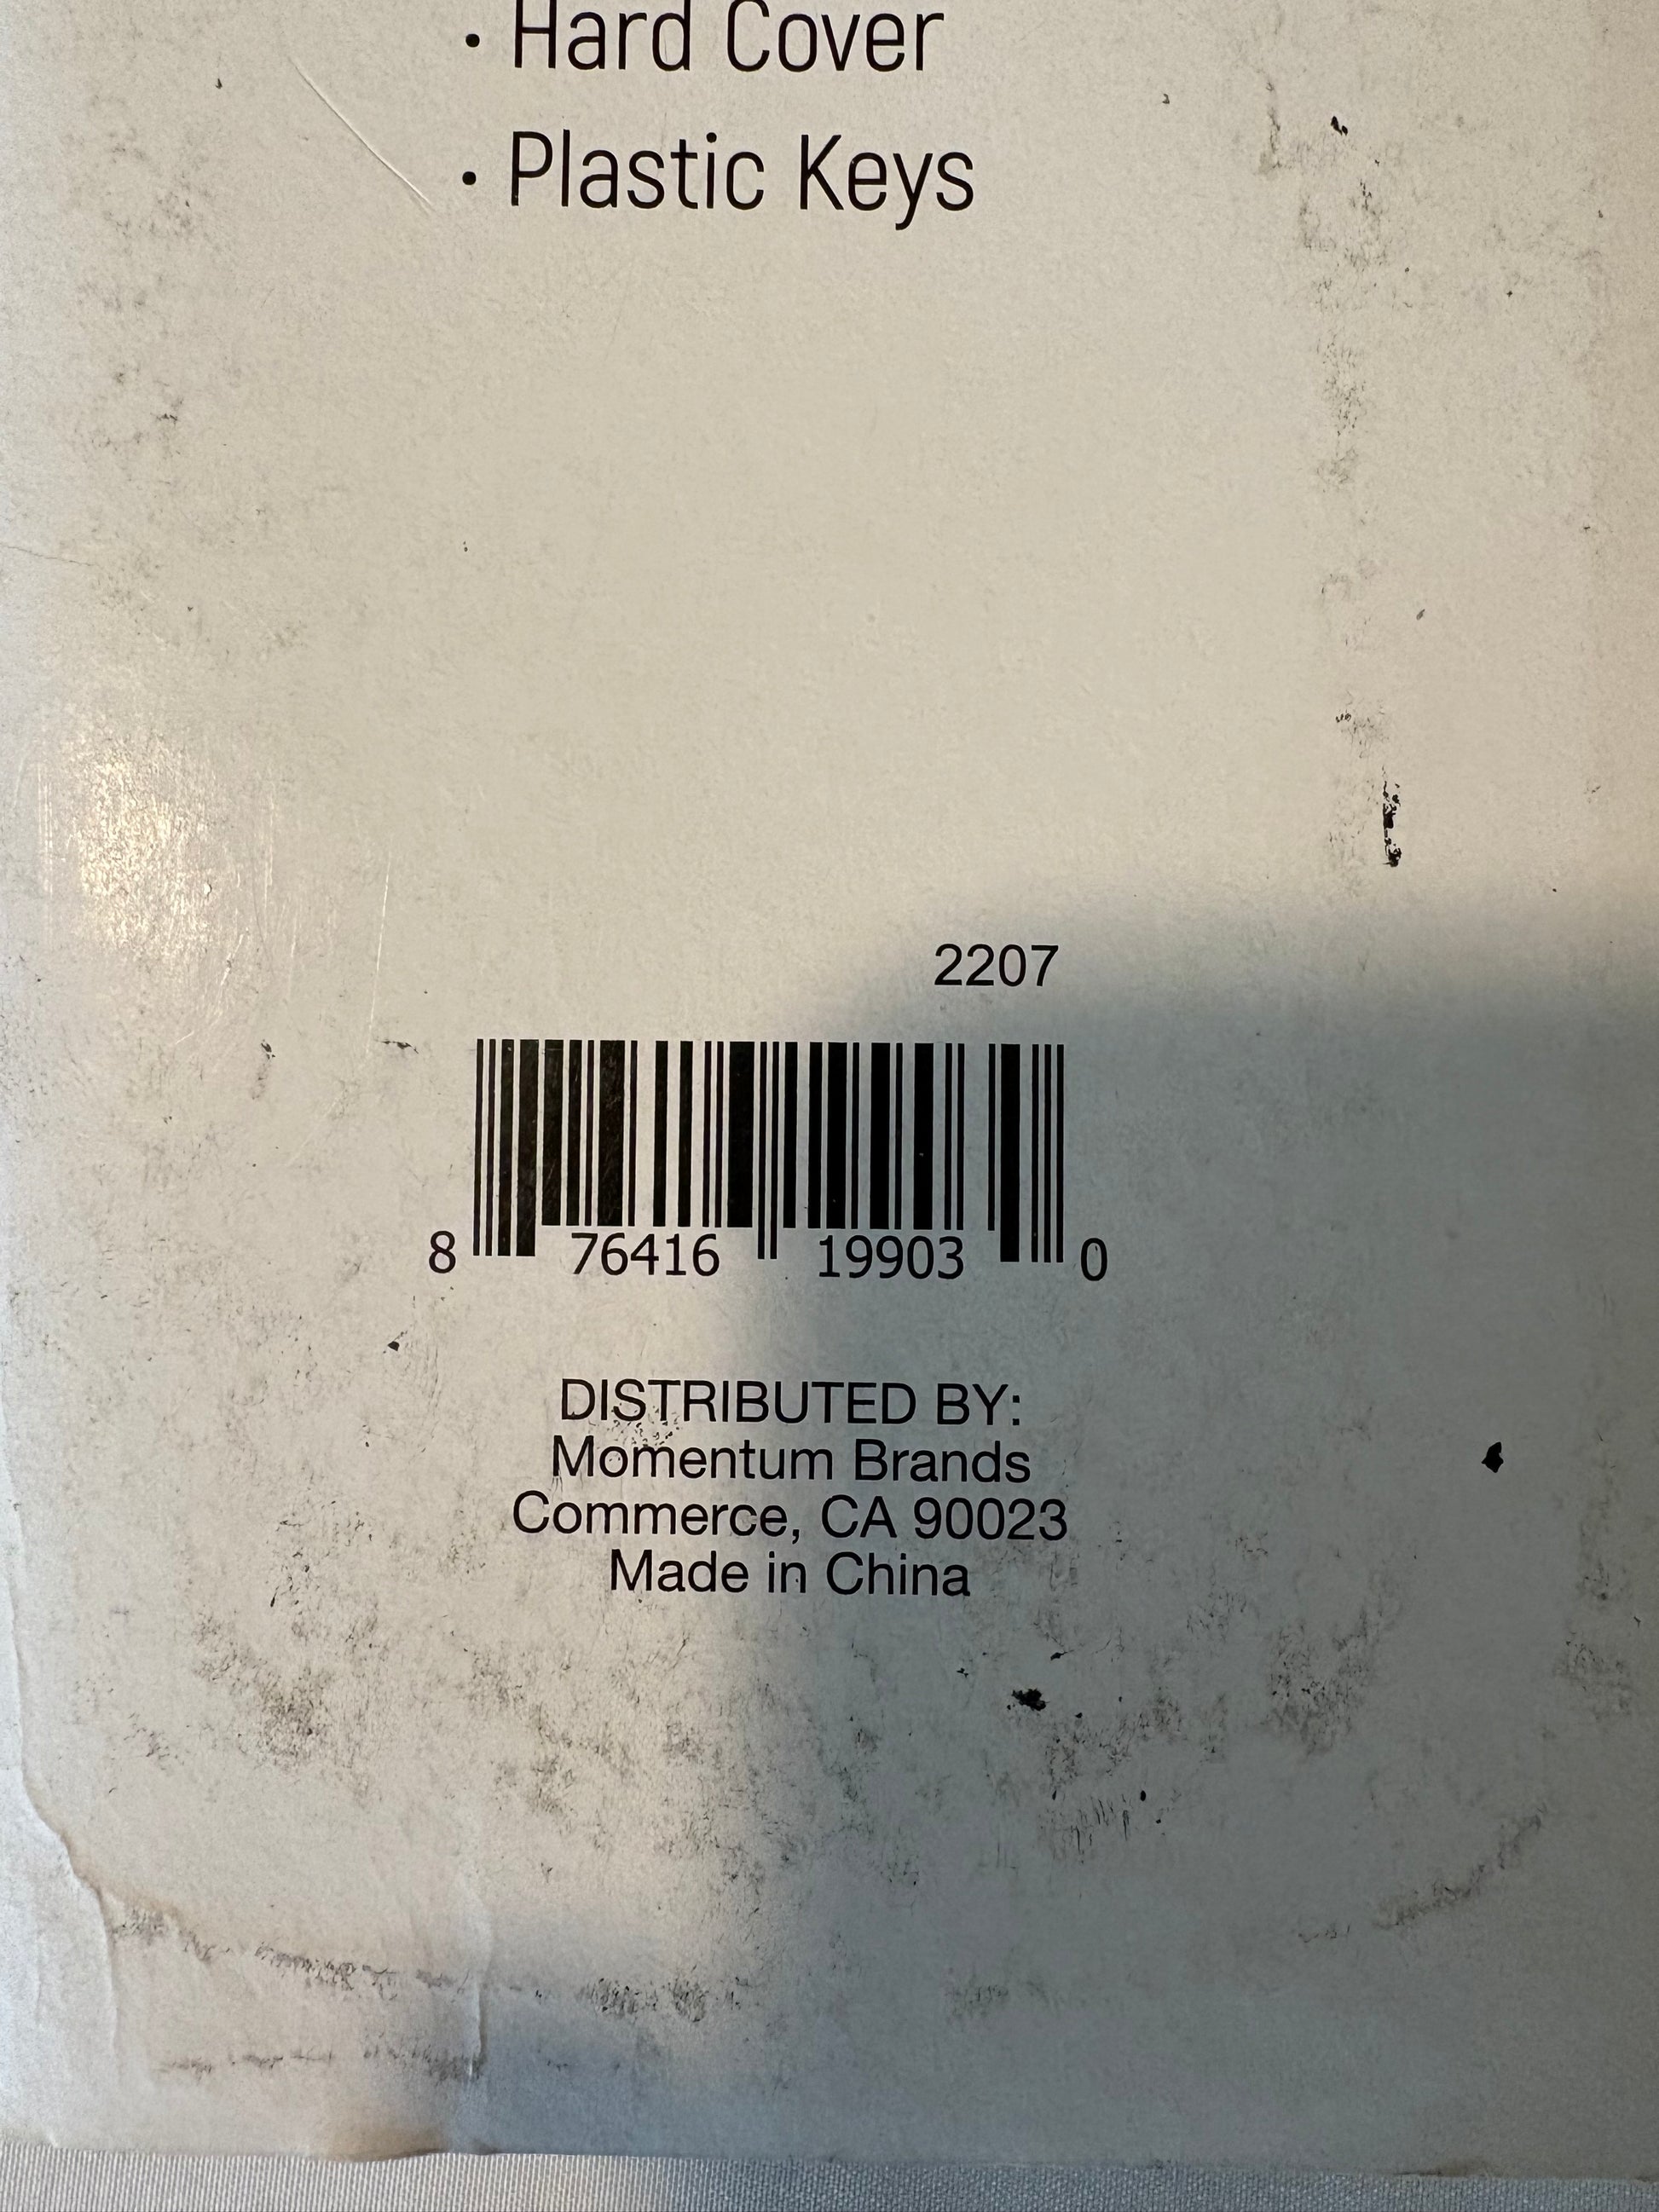 • Hard Cover
• Plastic Keys
2207
8 76416 19903 0
DISTRIBUTED BY:
Momentum Brands
Commerce, CA 90023
Made in China